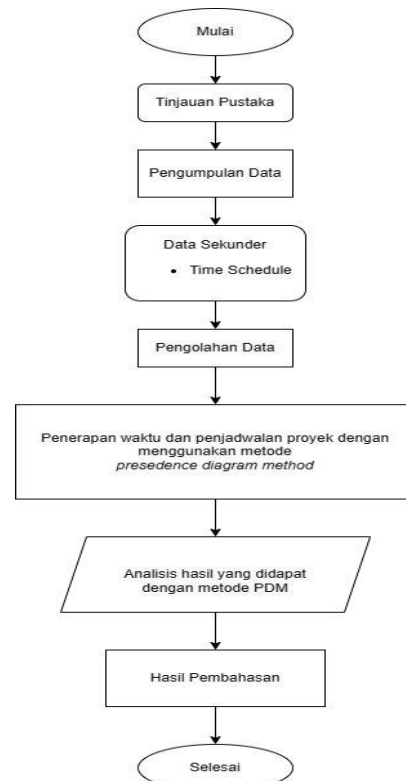 Mulai
Tinjauan Pustaka
Pengumpulan Data
Data Sekunder
• Time Schedule
Pengolahan Data
Penerapan waktu dan penjadwalan proyek dengan
menggunakan metode
presedence diagram method
Analisis hasil yang didapat
dengan metode PDM
Hasil Pembahasan
Selesai